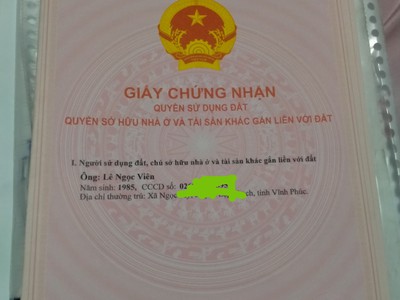 GIẤY CHỨNG NHẬN
QUYỀN SỬ DỤNG ĐẤT
QUYỀN SỞ HỮU NHÀ Ở VÀ TÀI SẢN KHÁC GẮN LIỀN VỚI ĐẤT
I. Người sử dụng đất, chủ sở hữu nhà ở và tài sản khác gắn liền với đất
Ông: Lê Ngọc Viên
Năm sinh: 1985, CCCD số:
Địa chỉ thường trú: Xã Ngọc tỉnh Vĩnh Phúc.